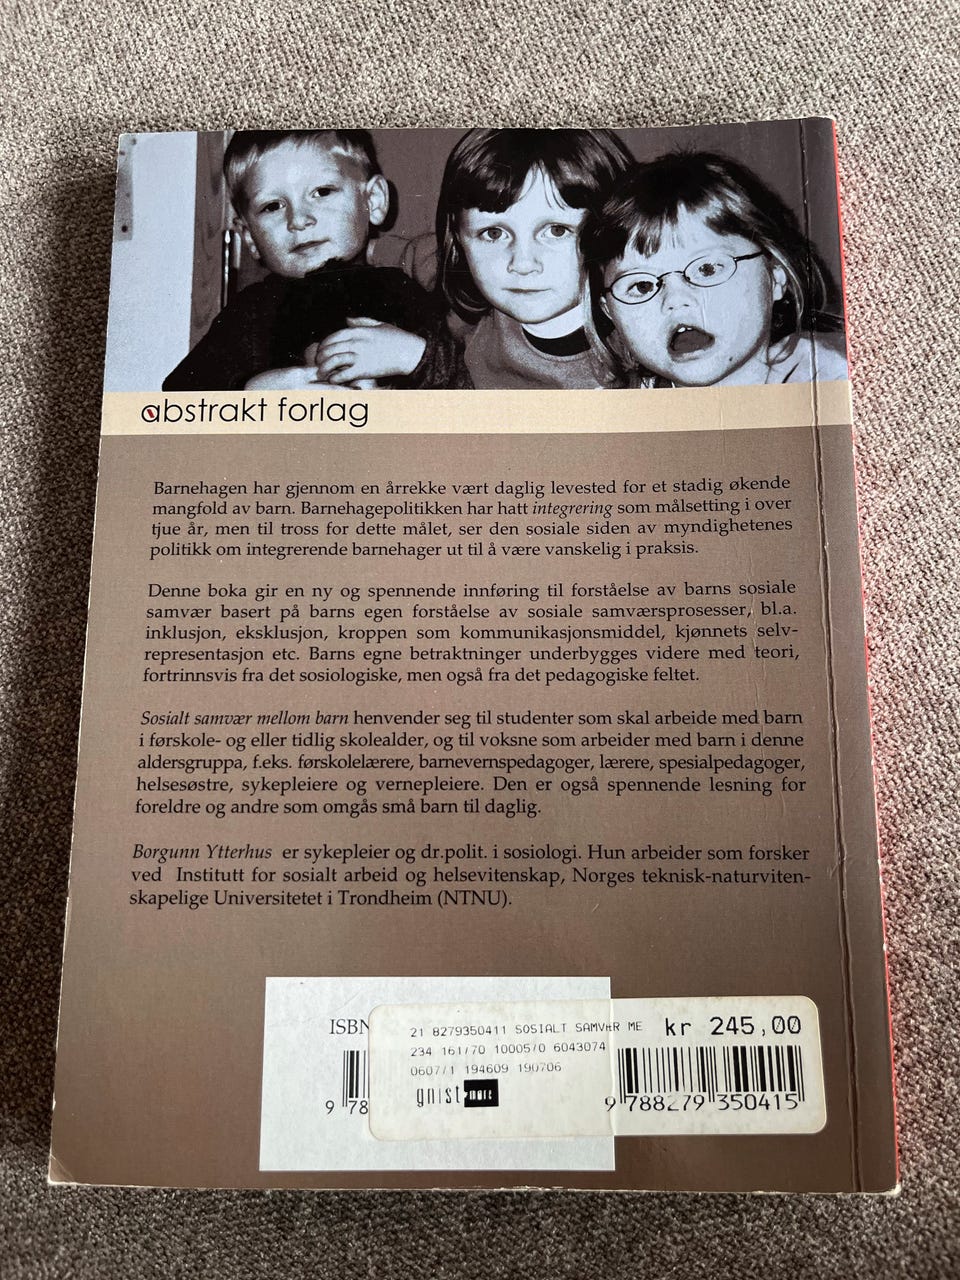 abstrakt forlag
Barnehagen har gjennom en årrekke vært daglig levested for et stadig økende
mangfold av barn. Barnehagepolitikken har hatt integrering som målsetting i over
tjue år, men til tross for dette målet, ser den sosiale siden av myndighetenes
politikk om integrerende barnehager ut til å være vanskelig i praksis.
Denne boka gir en ny og spennende innføring til forståelse av barns sosiale
samvær basert på barns egen forståelse av sosiale samværsprosesser, bl.a.
inklusjon, eksklusjon, kroppen som kommunikasjonsmiddel, kjønnets selv-
representasjon etc. Barns egne betraktninger underbygges videre med teori,
fortrinnsvis fra det sosiologiske, men også fra det pedagogiske feltet.
Sosialt samvær mellom barn henvender seg til studenter som skal arbeide med barn
i førskole- og eller tidlig skolealder, og til voksne som arbeider med barn i denne
aldersgruppa, f.eks. førskolelærere, barnevernspedagoger, lærere, spesialpedagoger,
helsesøstre, sykepleiere og vernepleiere. Den er også spennende lesning for
foreldre og andre som omgås små barn til daglig.
Borgunn Ytterhus er sykepleier og dr.polit. i sosiologi. Hun arbeider som forsker
ved Institutt for sosialt arbeid og helsevitenskap, Norges teknisk-naturviten-
skapelige Universitetet i Trondheim (NTNU).
ISBN
9 78
21 8279350411 SOSIALT SAMVÆR ME kr 245,00
234 161/70 10005/0 6043074
0607/1 194609 190706
gnist møre
9 788279 350415